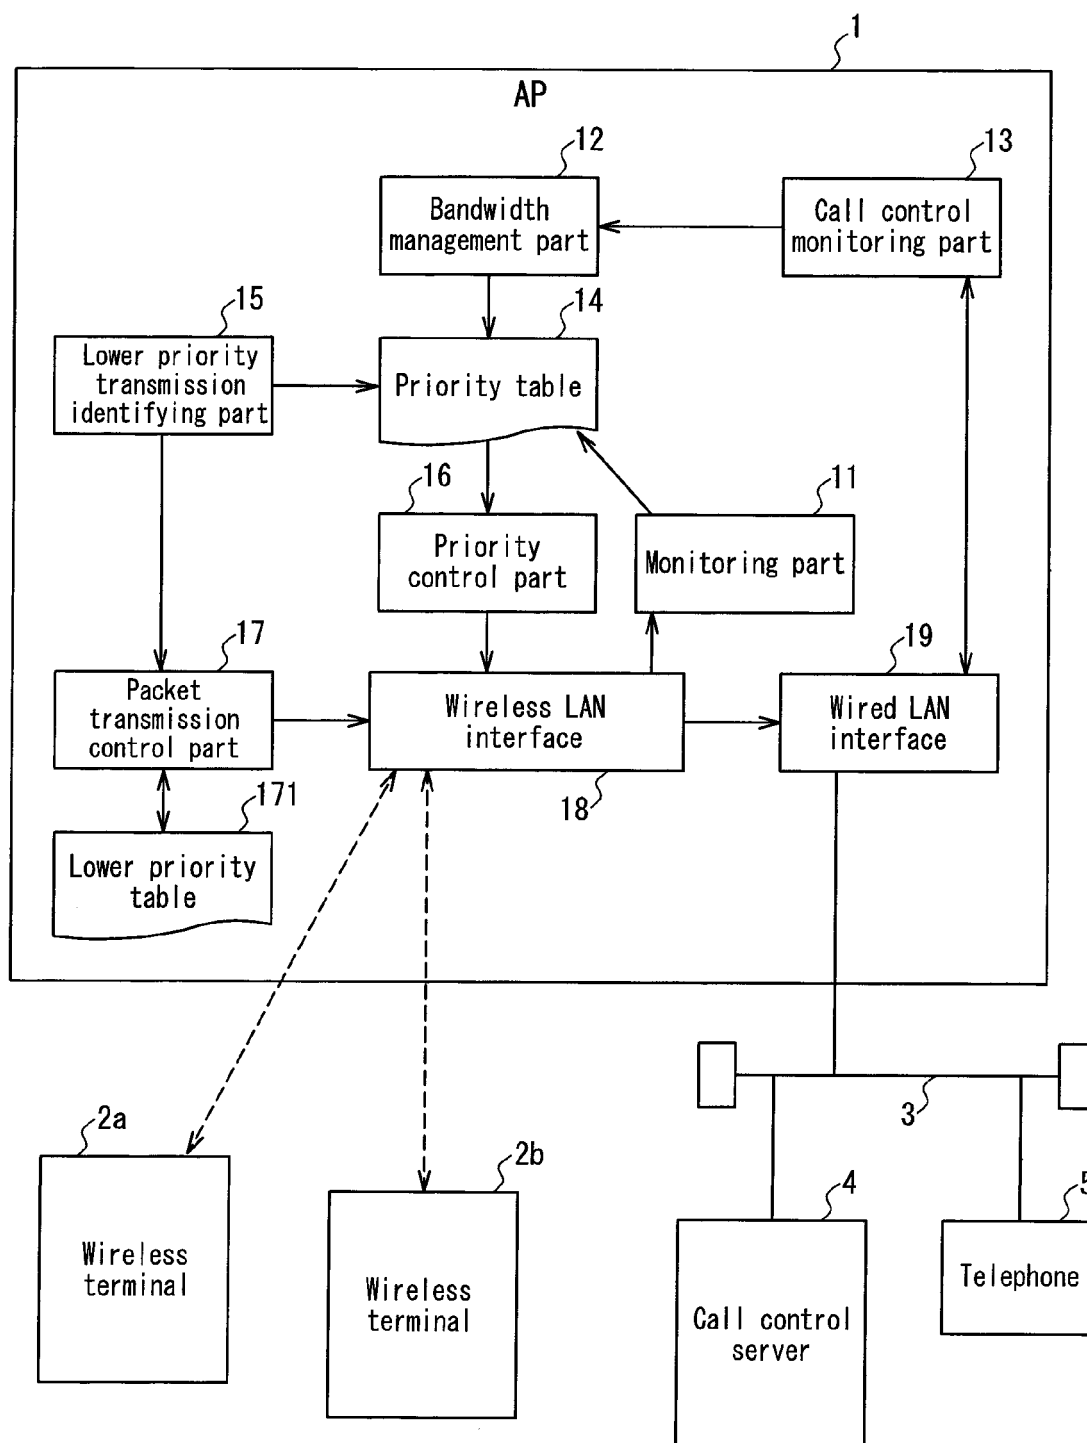 1
AP
12
13
Bandwidth
management part
Call control
monitoring part
15
14
Lower priority
transmission
identifying part
Priority table
16
11
Priority
control part
Monitoring part
17
19
Packet
transmission
control part
Wireless LAN
interface
Wired LAN
interface
171
18
Lower priority
table
3
2a
2b
4
5
Wireless
terminal
Wireless
terminal
Call control
server
Telephone